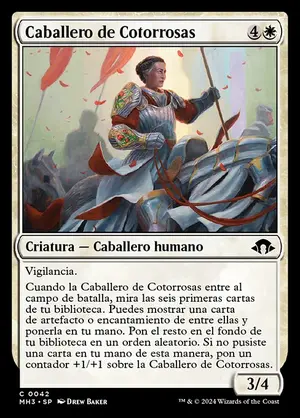 Caballero de Cotorrosas 4
Criatura — Caballero humano
Vigilancia.
Cuando la Caballero de Cotorrosas entre al
campo de batalla, mira las seis primeras cartas
de tu biblioteca. Puedes mostrar una carta
de artefacto o encantamiento de entre ellas y
ponerla en tu mano. Pon el resto en el fondo de
tu biblioteca en un orden aleatorio. Si no pusiste
una carta en tu mano de esta manera, pon un
contador +1/+1 sobre la Caballero de Cotorrosas.
3/4
C 0042
MH3 • SP DREW BAKER
™ & © 2024 Wizards of the Coast